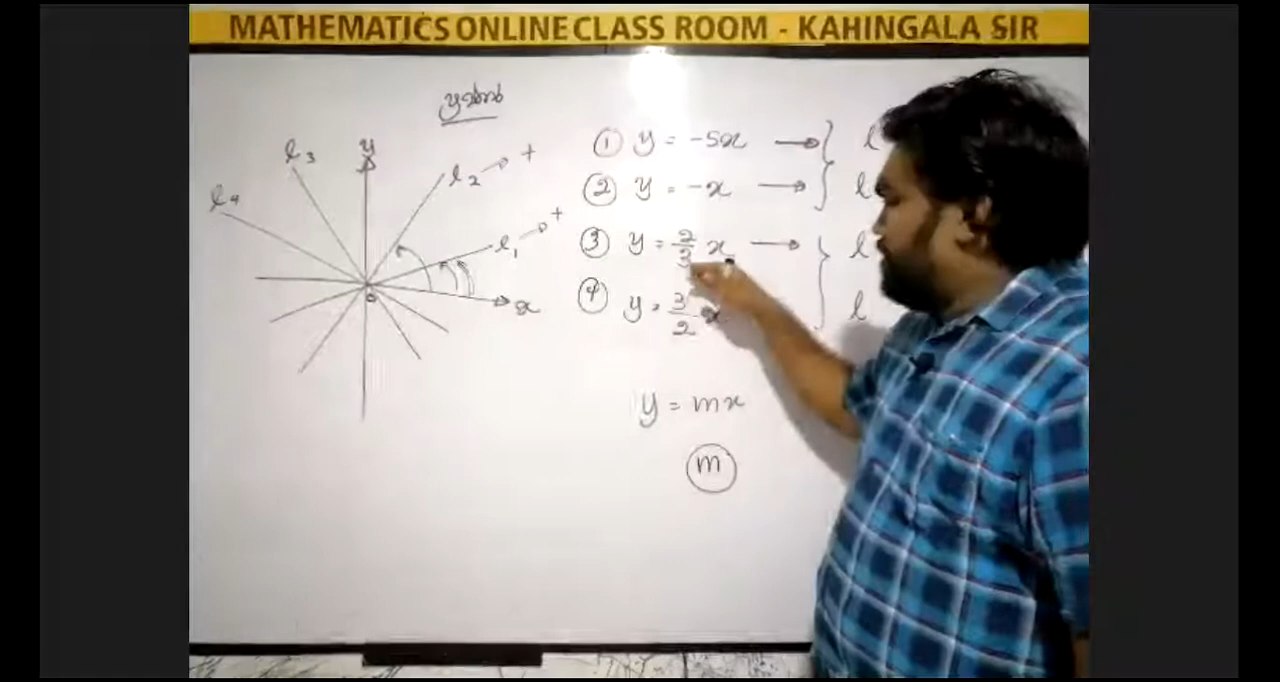 MATHEMATICS ONLINE CLASS ROOM - KAHINGALA SIR
① y = -5x → } l
② y = -x → } l
③ y = 2/3 x → } l
④ y = 3/2 x } l
y = mx
m
l₄
l₃
y
l₂ → +
l₁ → +
x
o